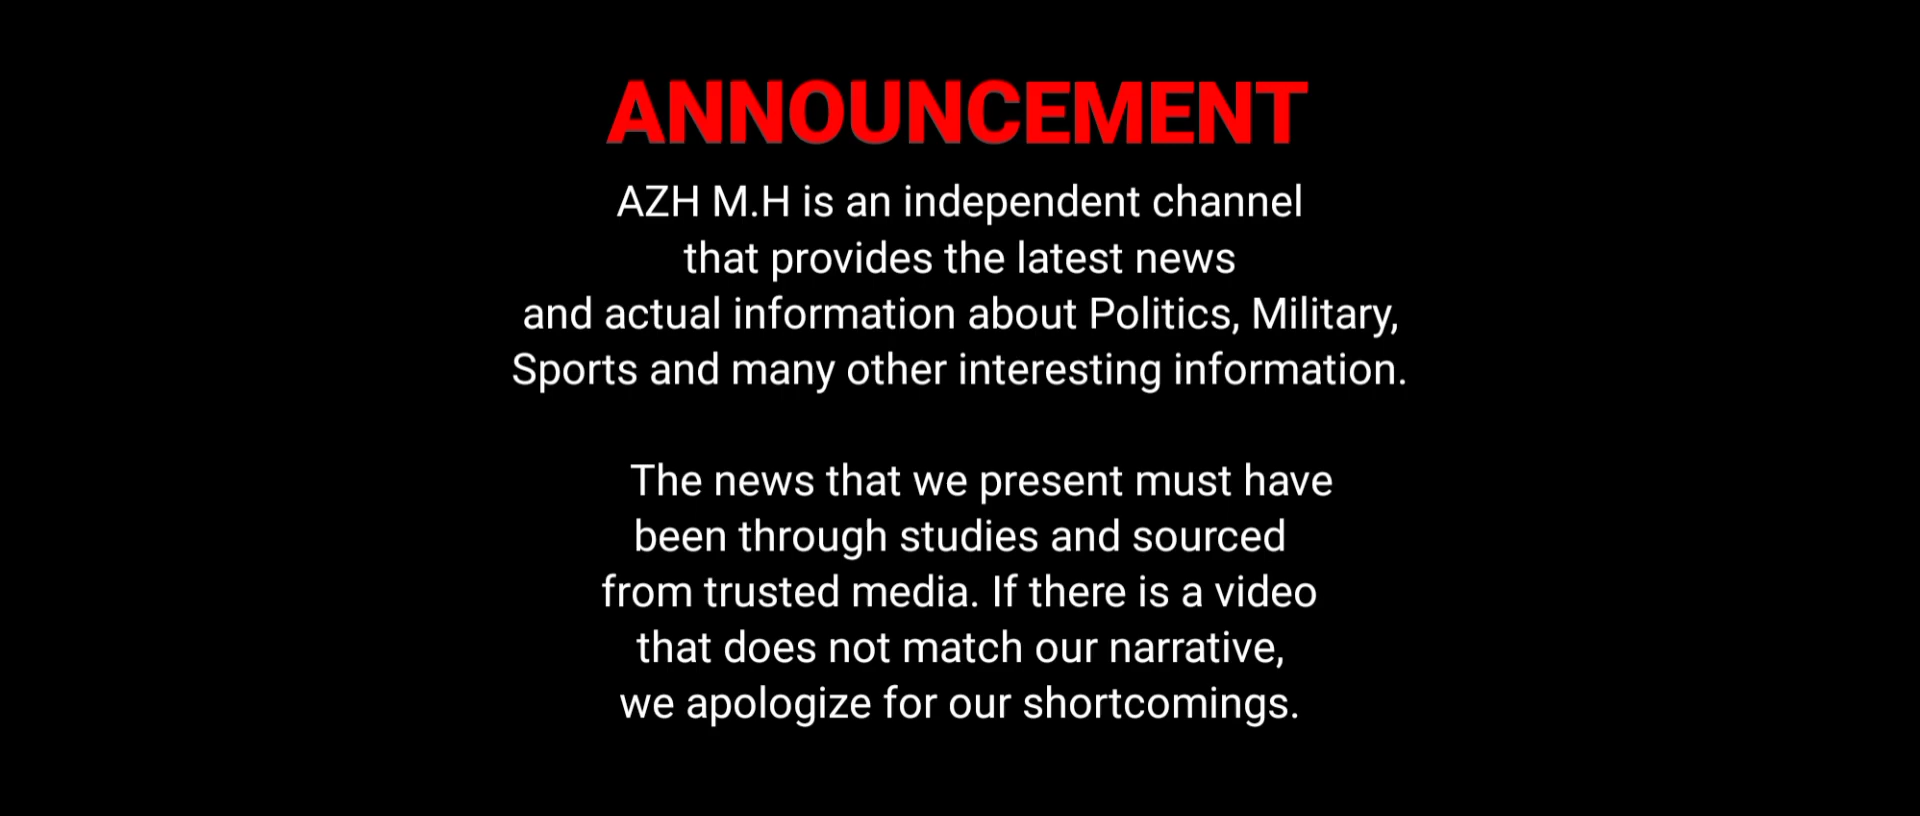 ANNOUNCEMENT
AZH M.H is an independent channel
that provides the latest news
and actual information about Politics, Military,
Sports and many other interesting information.
The news that we present must have
been through studies and sourced
from trusted media. If there is a video
that does not match our narrative,
we apologize for our shortcomings.